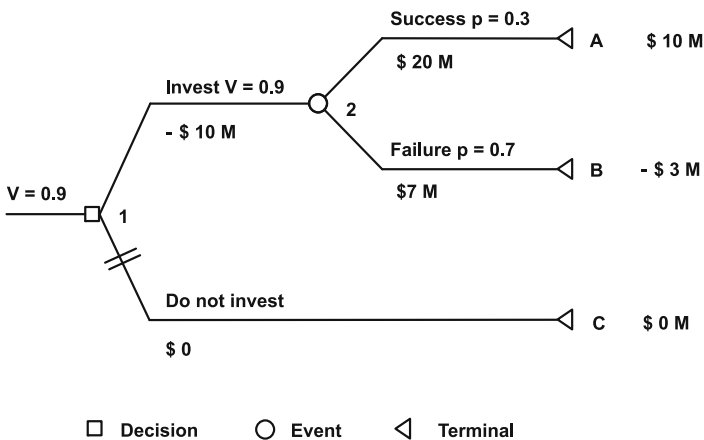 Success p = 0.3
A $ 10 M
$ 20 M
Invest V = 0.9
2
- $ 10 M
Failure p = 0.7
B - $ 3 M
$7 M
V = 0.9
1
Do not invest
C $ 0 M
$ 0
Decision Event Terminal